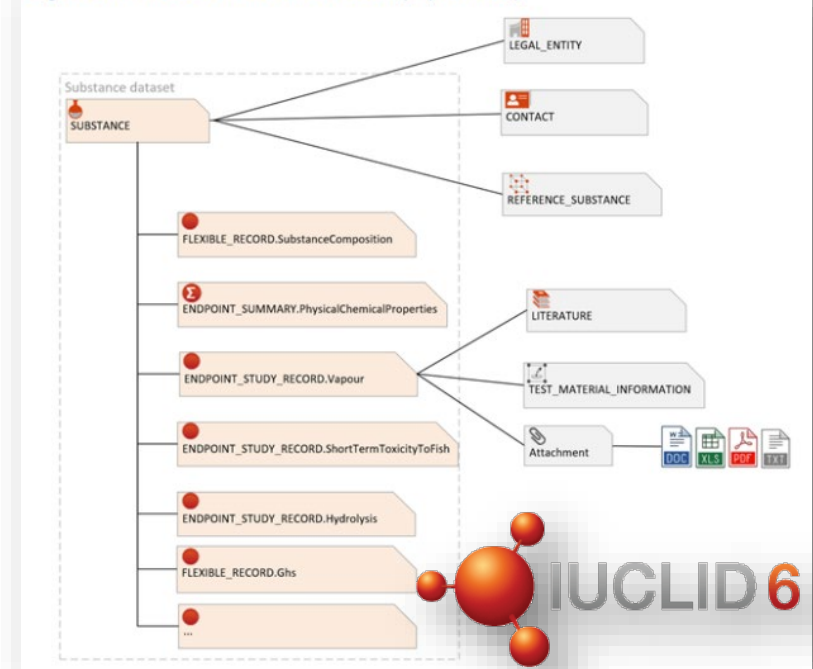 LEGAL_ENTITY
Substance dataset
SUBSTANCE
CONTACT
REFERENCE_SUBSTANCE
FLEXIBLE_RECORD.SubstanceComposition
Σ
ENDPOINT_SUMMARY.PhysicalChemicalProperties
LITERATURE
ENDPOINT_STUDY_RECORD.Vapour
TEST_MATERIAL_INFORMATION
ENDPOINT_STUDY_RECORD.ShortTermToxicityToFish
Attachment
DOC XLS PDF TXT
ENDPOINT_STUDY_RECORD.Hydrolysis
FLEXIBLE_RECORD.Ghs
IUCLID 6
...